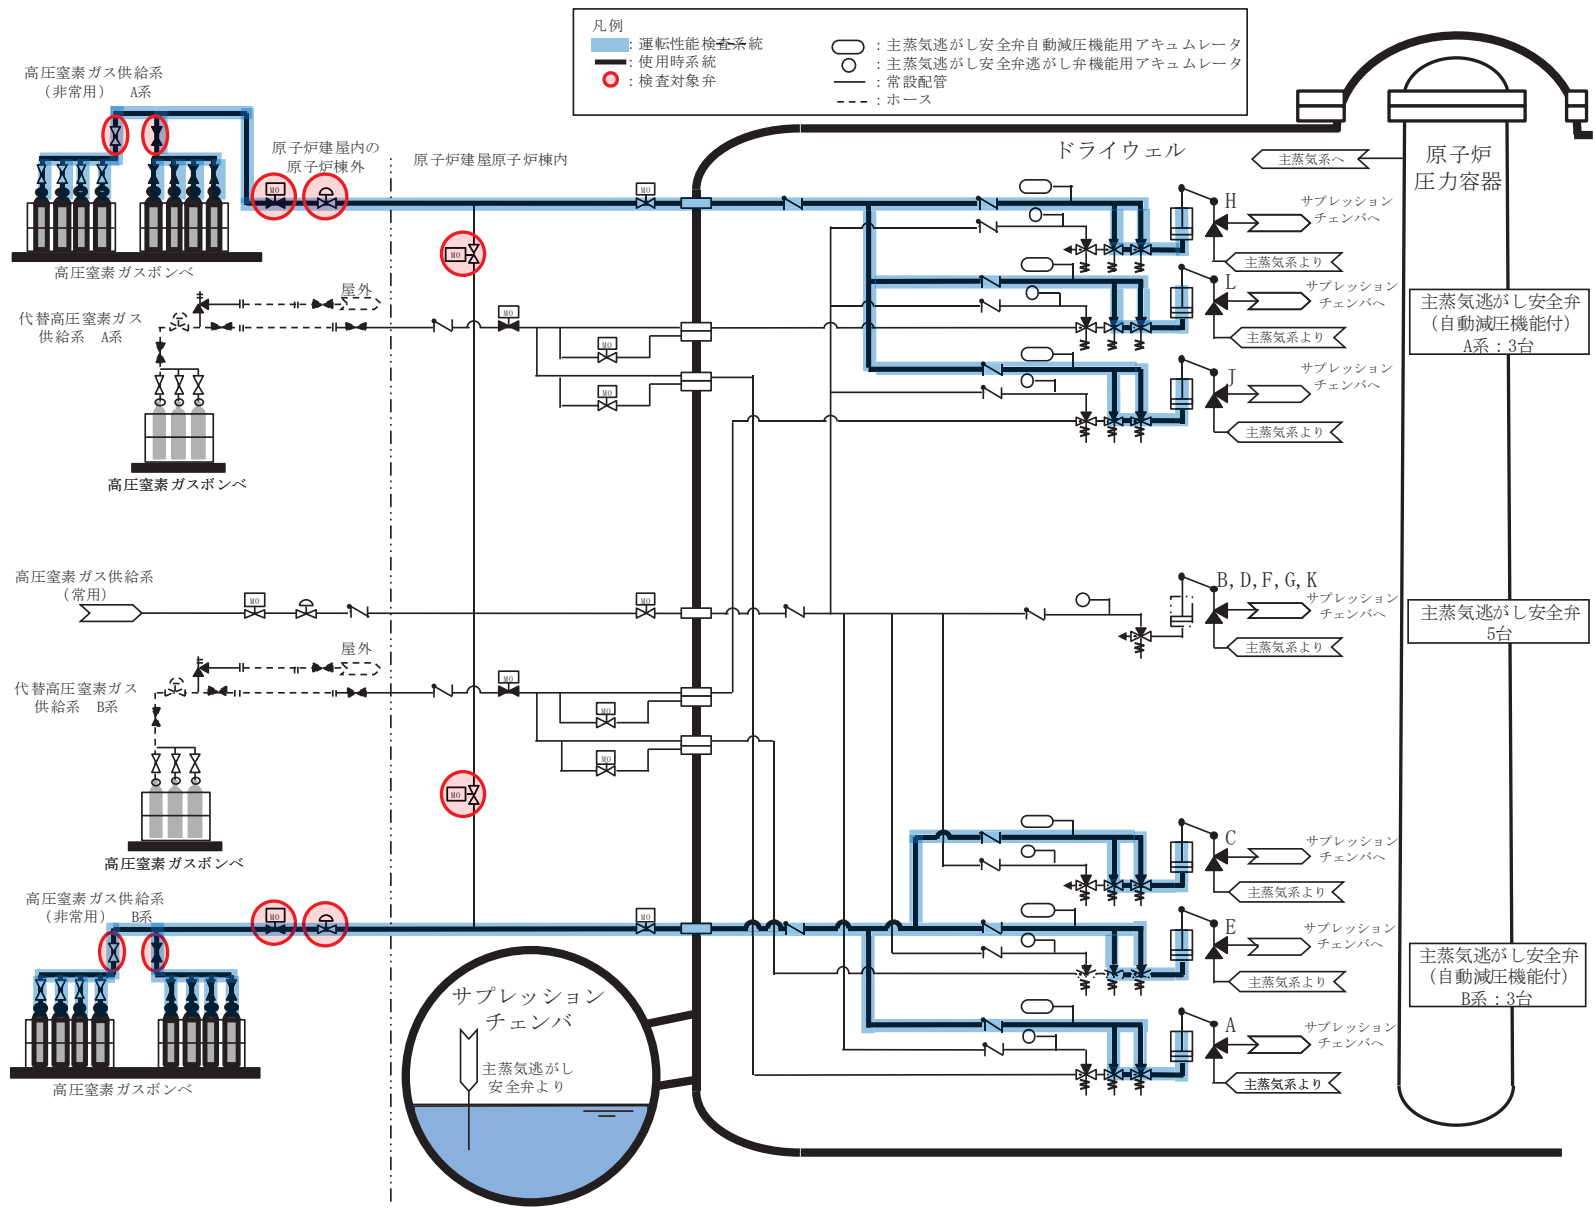 凡例
：運転性能検査系統
：使用時系統
：検査対象弁
：主蒸気逃がし安全弁自動減圧機能用アキュムレータ
：主蒸気逃がし安全弁逃がし弁機能用アキュムレータ
：常設配管
：ホース
高圧窒素ガス供給系
（非常用） A系
原子炉建屋内の
原子炉棟外
原子炉建屋原子炉棟内
ドライウェル
主蒸気系へ
原子炉
圧力容器
MO
MO
MO
高圧窒素ガスボンベ
H
サプレッション
チェンバへ
主蒸気系より
L
サプレッション
チェンバへ
主蒸気系より
J
サプレッション
チェンバへ
主蒸気系より
主蒸気逃がし安全弁
（自動減圧機能付）
A系：3台
屋外
代替高圧窒素ガス
供給系 A系
MO
MO
MO
高圧窒素ガスボンベ
高圧窒素ガス供給系
（常用）
MO
MO
B, D, F, G, K
サプレッション
チェンバへ
主蒸気系より
主蒸気逃がし安全弁
5台
屋外
代替高圧窒素ガス
供給系 B系
MO
MO
MO
MO
高圧窒素ガスボンベ
C
サプレッション
チェンバへ
主蒸気系より
高圧窒素ガス供給系
（非常用） B系
MO
MO
E
サプレッション
チェンバへ
主蒸気系より
主蒸気逃がし安全弁
（自動減圧機能付）
B系：3台
サプレッション
チェンバ
主蒸気逃がし
安全弁より
A
サプレッション
チェンバへ
主蒸気系より
高圧窒素ガスボンベ